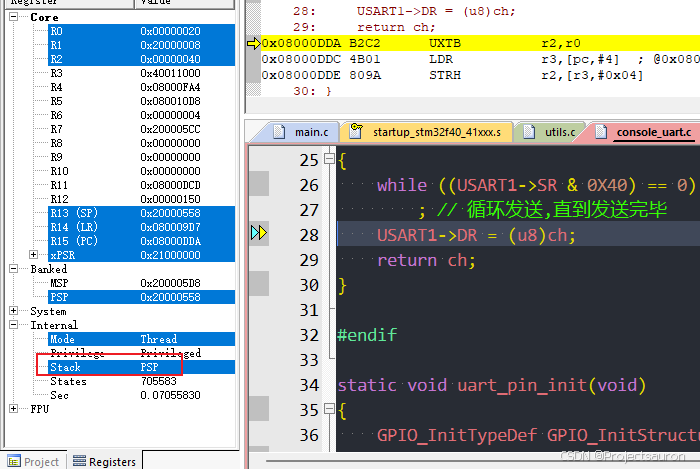 Register
Value
Core
R0 0x00000020
R1 0x20000008
R2 0x00000040
R3 0x40011000
R4 0x08000FA4
R5 0x080010D8
R6 0x00000004
R7 0x200005CC
R8 0x00000000
R9 0x00000000
R10 0x00000000
R11 0x00000000
R12 0x08000DCD
R12 0x00000150
R13 (SP) 0x20000558
R14 (LR) 0x080009D7
R15 (PC) 0x08000DDA
xPSR 0x21000000
Banked
MSP 0x200005D8
PSP 0x20000558
System
Internal
Mode Thread
Privilege Privileged
Stack PSP
States 705583
Sec 0.07055830
FPU
Project
Registers
28: USART1->DR = (u8)ch;
29: return ch;
0x08000DDA B2C2 UXTB r2,r0
0x08000DDC 4B01 LDR r3,[pc,#4] ; @0x080
0x08000DDE 809A STRH r2,[r3,#0x04]
30: }
main.c
startup_stm32f40_41xxx.s
utils.c
console_uart.c
25 {
26 while ((USART1->SR & 0X40) == 0)
27 ; // 循环发送,直到发送完毕
28 USART1->DR = (u8)ch;
29 return ch;
30 }
31
32 #endif
33
34 static void uart_pin_init(void)
35 {
36 GPIO_InitTypeDef GPIO_InitStruct
CSDN @Projectsauron